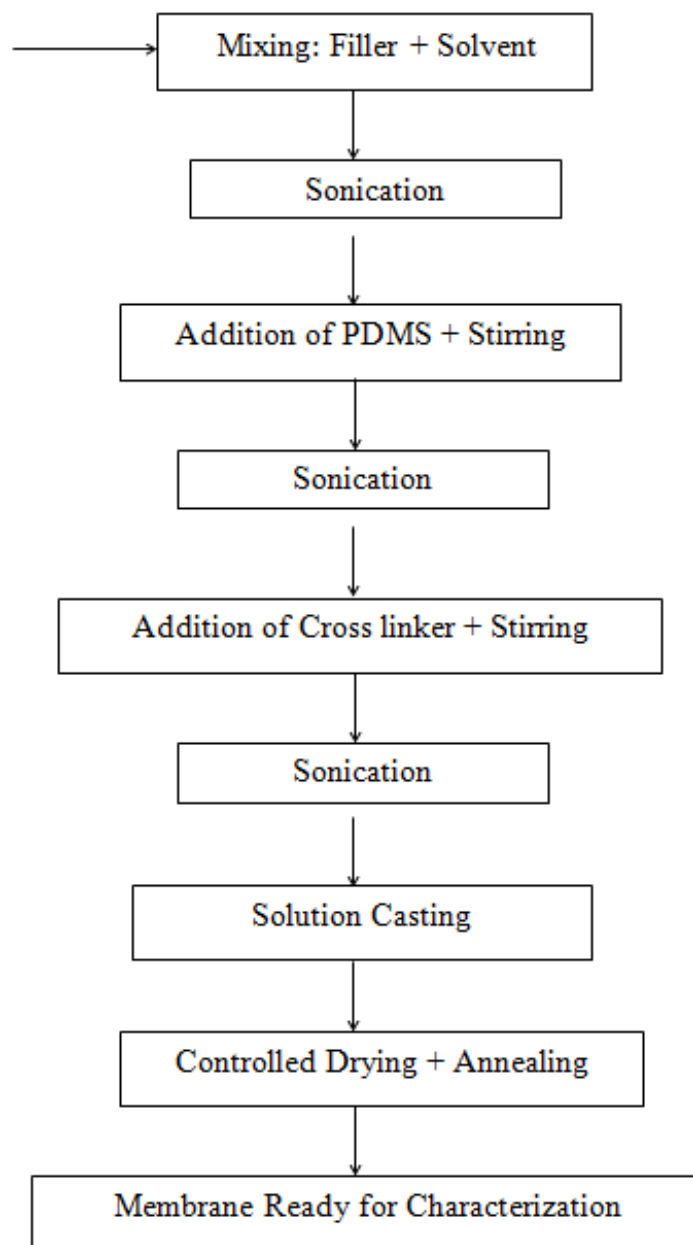 Mixing: Filler + Solvent
Sonication
Addition of PDMS + Stirring
Sonication
Addition of Cross linker + Stirring
Sonication
Solution Casting
Controlled Drying + Annealing
Membrane Ready for Characterization